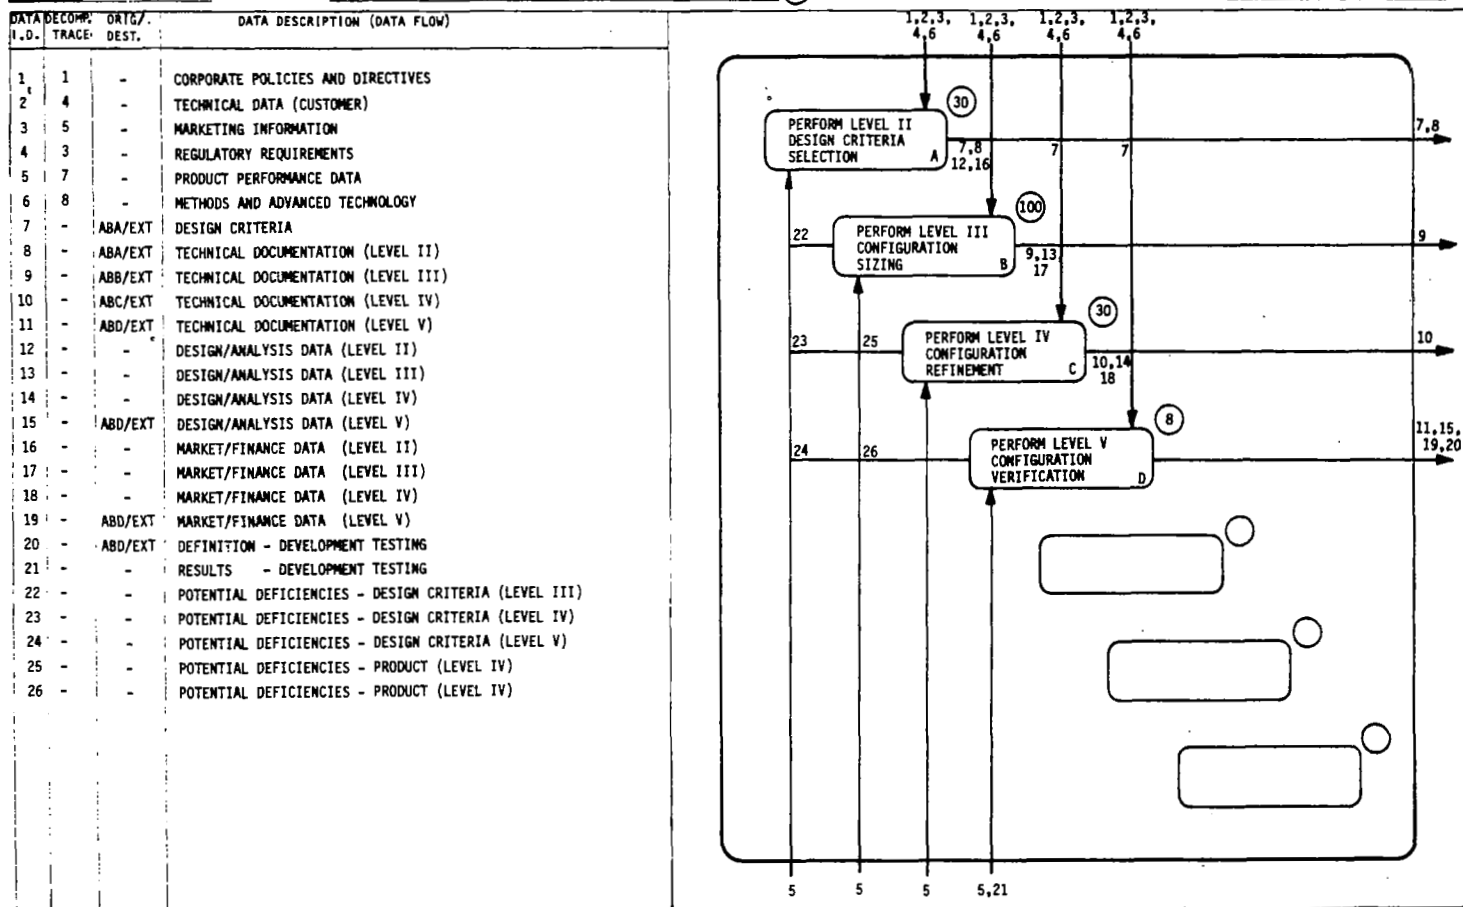 DATA I.D. DECOMP. TRACE ORIG/. DEST. DATA DESCRIPTION (DATA FLOW)
1 1 - CORPORATE POLICIES AND DIRECTIVES
2 4 - TECHNICAL DATA (CUSTOMER)
3 5 - MARKETING INFORMATION
4 3 - REGULATORY REQUIREMENTS
5 7 - PRODUCT PERFORMANCE DATA
6 8 - METHODS AND ADVANCED TECHNOLOGY
7 - ABA/EXT DESIGN CRITERIA
8 - ABA/EXT TECHNICAL DOCUMENTATION (LEVEL II)
9 - ABB/EXT TECHNICAL DOCUMENTATION (LEVEL III)
10 - ABC/EXT TECHNICAL DOCUMENTATION (LEVEL IV)
11 - ABD/EXT TECHNICAL DOCUMENTATION (LEVEL V)
12 - - DESIGN/ANALYSIS DATA (LEVEL II)
13 - - DESIGN/ANALYSIS DATA (LEVEL III)
14 - - DESIGN/ANALYSIS DATA (LEVEL IV)
15 - ABD/EXT DESIGN/ANALYSIS DATA (LEVEL V)
16 - - MARKET/FINANCE DATA (LEVEL II)
17 - - MARKET/FINANCE DATA (LEVEL III)
18 - - MARKET/FINANCE DATA (LEVEL IV)
19 - ABD/EXT MARKET/FINANCE DATA (LEVEL V)
20 - ABD/EXT DEFINITION - DEVELOPMENT TESTING
21 - - RESULTS - DEVELOPMENT TESTING
22 - - POTENTIAL DEFICIENCIES - DESIGN CRITERIA (LEVEL III)
23 - - POTENTIAL DEFICIENCIES - DESIGN CRITERIA (LEVEL IV)
24 - - POTENTIAL DEFICIENCIES - DESIGN CRITERIA (LEVEL V)
25 - - POTENTIAL DEFICIENCIES - PRODUCT (LEVEL IV)
26 - - POTENTIAL DEFICIENCIES - PRODUCT (LEVEL IV)
1,2,3, 1,2,3, 1,2,3, 1,2,3,
4,6 4,6 4,6 4,6
30
PERFORM LEVEL II
DESIGN CRITERIA
SELECTION A
7,8
12,16
7
7
7,8
100
22
PERFORM LEVEL III
CONFIGURATION
SIZING B
9,13
17
9
30
23
25
PERFORM LEVEL IV
CONFIGURATION
REFINEMENT C
10,14
18
10
8
24
26
PERFORM LEVEL V
CONFIGURATION
VERIFICATION D
11,15,
19,20
5 5 5 5,21